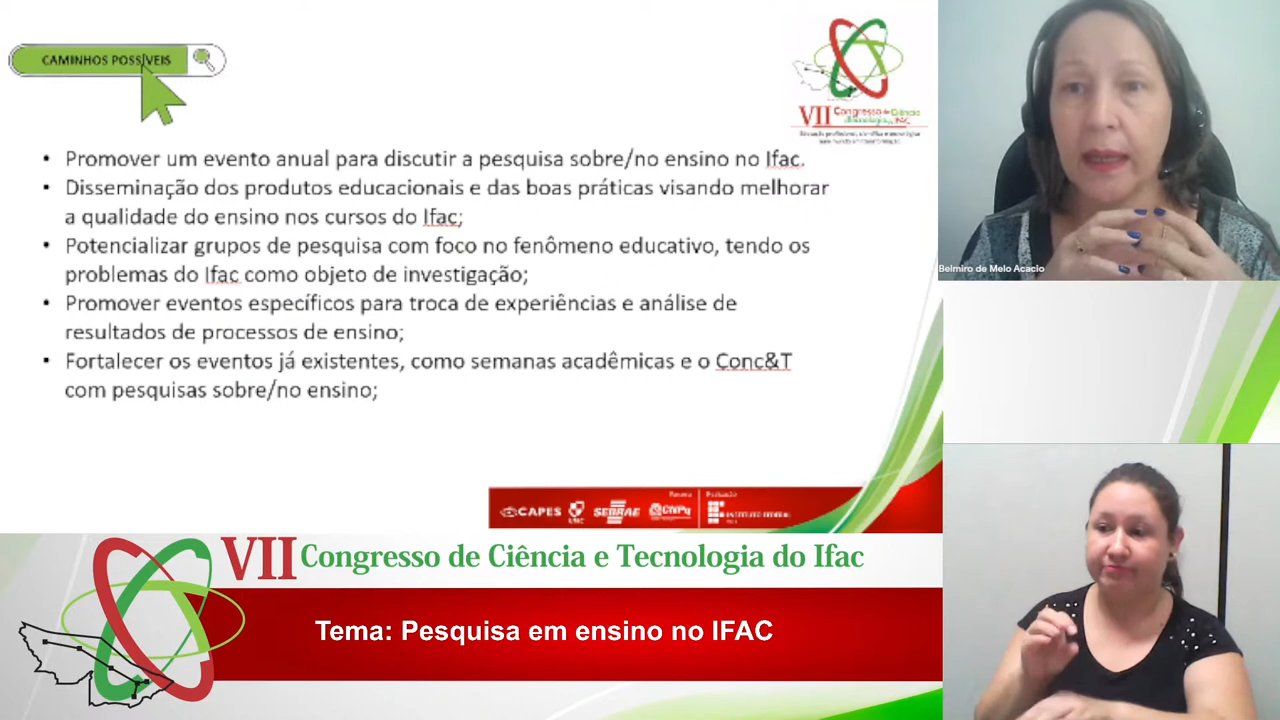 CAMINHOS POSSÍVEIS
VII Congresso de Ciência
e Tecnologia do IFAC
• Promover um evento anual para discutir a pesquisa sobre/no ensino no Ifac.
• Disseminação dos produtos educacionais e das boas práticas visando melhorar
a qualidade do ensino nos cursos do Ifac;
• Potencializar grupos de pesquisa com foco no fenômeno educativo, tendo os
problemas do Ifac como objeto de investigação;
• Promover eventos específicos para troca de experiências e análise de
resultados de processos de ensino;
• Fortalecer os eventos já existentes, como semanas acadêmicas e o Conc&T
com pesquisas sobre/no ensino;
Belmiro de Melo Acacio
CAPES
SEBRAE
CNPq
INSTITUTO FEDERAL
VII Congresso de Ciência e Tecnologia do Ifac
Tema: Pesquisa em ensino no IFAC